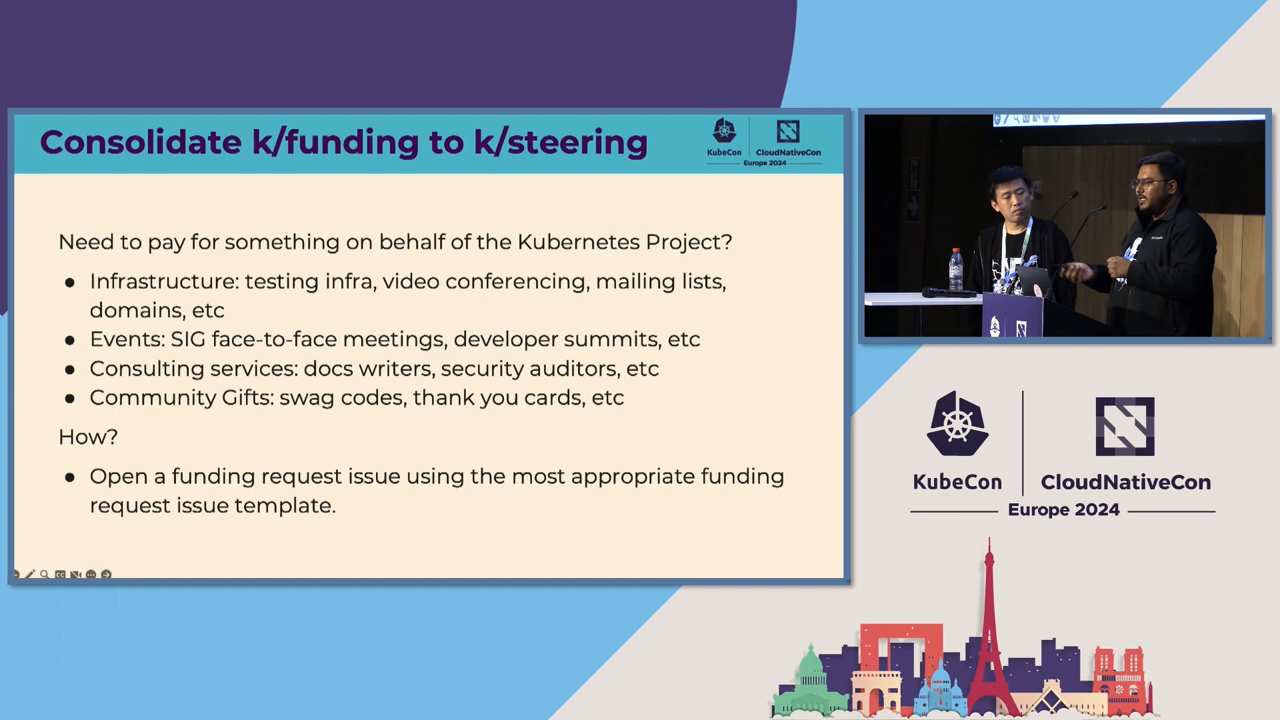 Consolidate k/funding to k/steering
KubeCon
CloudNativeCon
Europe 2024
Need to pay for something on behalf of the Kubernetes Project?
● Infrastructure: testing infra, video conferencing, mailing lists,
domains, etc
● Events: SIG face-to-face meetings, developer summits, etc
● Consulting services: docs writers, security auditors, etc
● Community Gifts: swag codes, thank you cards, etc
How?
● Open a funding request issue using the most appropriate funding
request issue template.
KubeCon
CloudNativeCon
Europe 2024